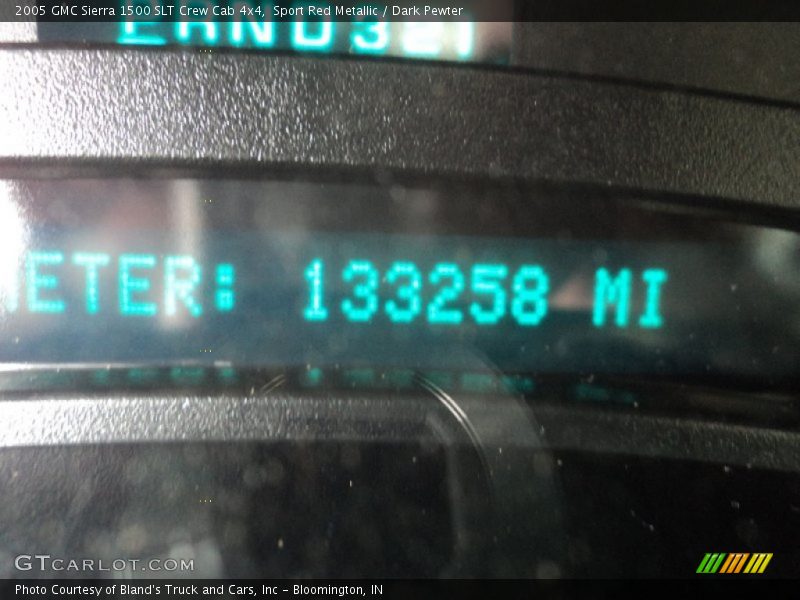 2005 GMC Sierra 1500 SLT Crew Cab 4x4, Sport Red Metallic / Dark Pewter
ETER: 133258 MI
GTCARLOT.COM
Photo Courtesy of Bland's Truck and Cars, Inc – Bloomington, IN